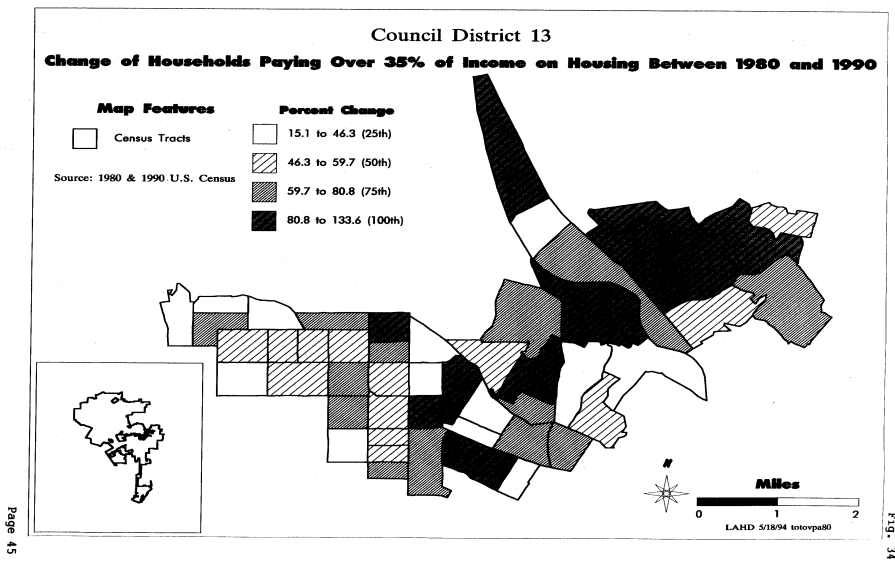 Council District 13
Change of Households Paying Over 35% of Income on Housing Between 1980 and 1990
Map Features
Census Tracts
Source: 1980 & 1990 U.S. Census
Percent Change
15.1 to 46.3 (25th)
46.3 to 59.7 (50th)
59.7 to 80.8 (75th)
80.8 to 133.6 (100th)
N
Miles
0 1 2
LAHD 5/18/94 totovpa80
Page 45
Fig. 34